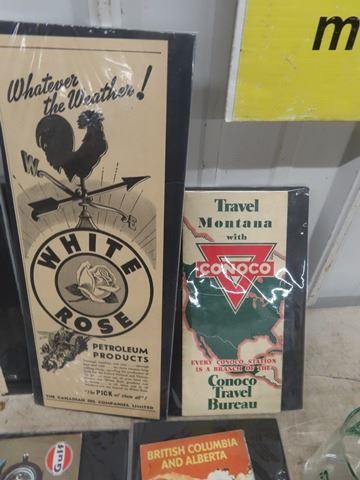 Whatever
the Weather!
W
E
WHITE
ROSE
PETROLEUM
PRODUCTS
"The PICK of them all"!
THE CANADIAN OIL COMPANIES, LIMITED
m
Travel
Montana
with
CONOCO
EVERY CONOCO STATION
IS A BRANCH OF THE
Conoco
Travel
Bureau
Gulf
BRITISH COLUMBIA
AND ALBERTA